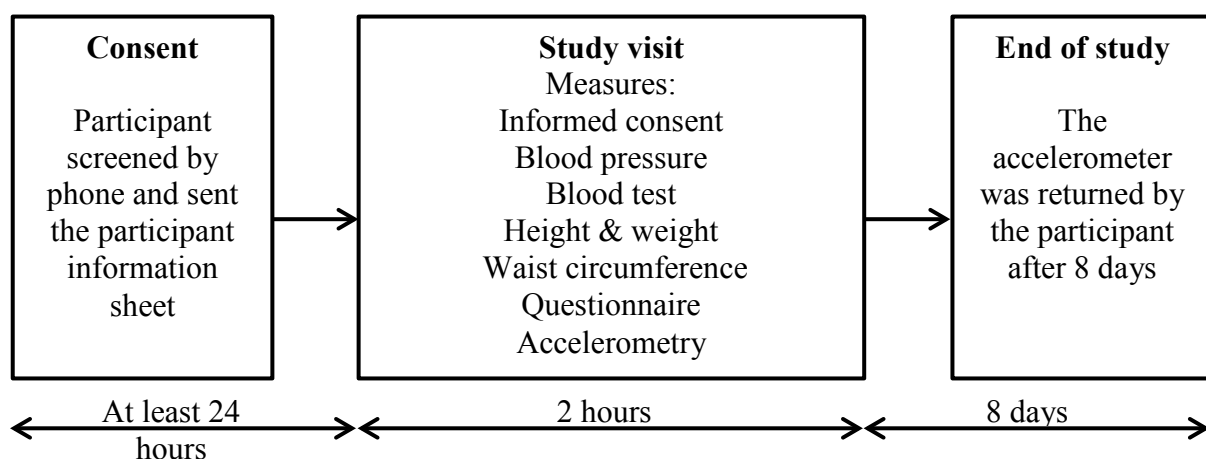 Consent
Participant
screened by
phone and sent
the participant
information
sheet
Study visit
Measures:
Informed consent
Blood pressure
Blood test
Height & weight
Waist circumference
Questionnaire
Accelerometry
End of study
The
accelerometer
was returned by
the participant
after 8 days
At least 24
hours
2 hours
8 days